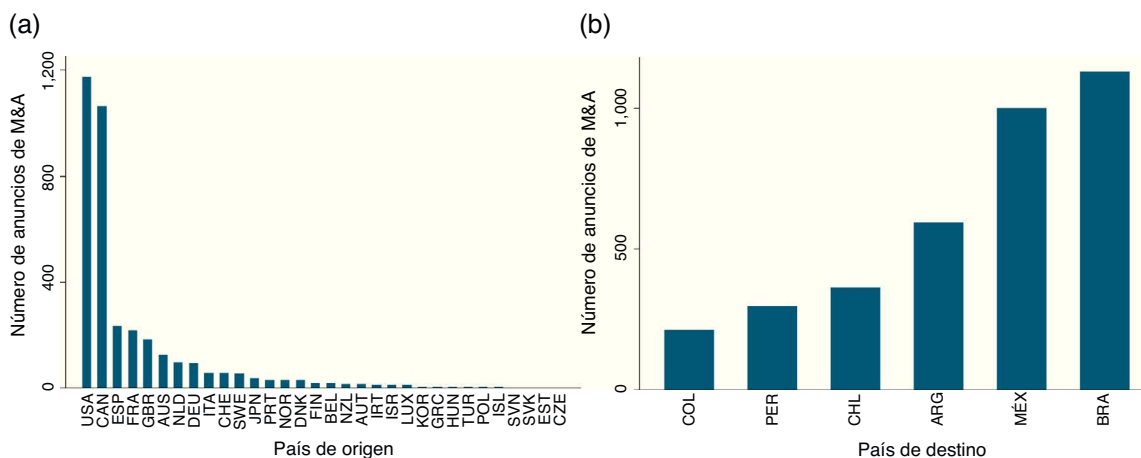 (a)
Número de anuncios de M&A
1,200
800
400
0
USA CAN ESP FRA GBR AUS NLD DEU ITA CHE SWE JPN PRT NOR DNK FIN BEL NZL AUT IRT ISR LUX KOR GRC HUN TUR POL ISL SVN SVK EST CZE
País de origen
(b)
Número de anuncios de M&A
1,000
500
0
COL PER CHL ARG MÉX BRA
País de destino